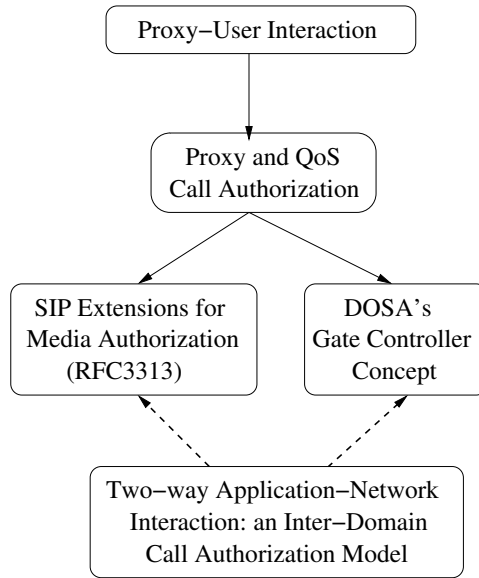 Proxy−User Interaction
Proxy and QoS
Call Authorization
SIP Extensions for
Media Authorization
(RFC3313)
DOSA's
Gate Controller
Concept
Two−way Application−Network
Interaction: an Inter−Domain
Call Authorization Model